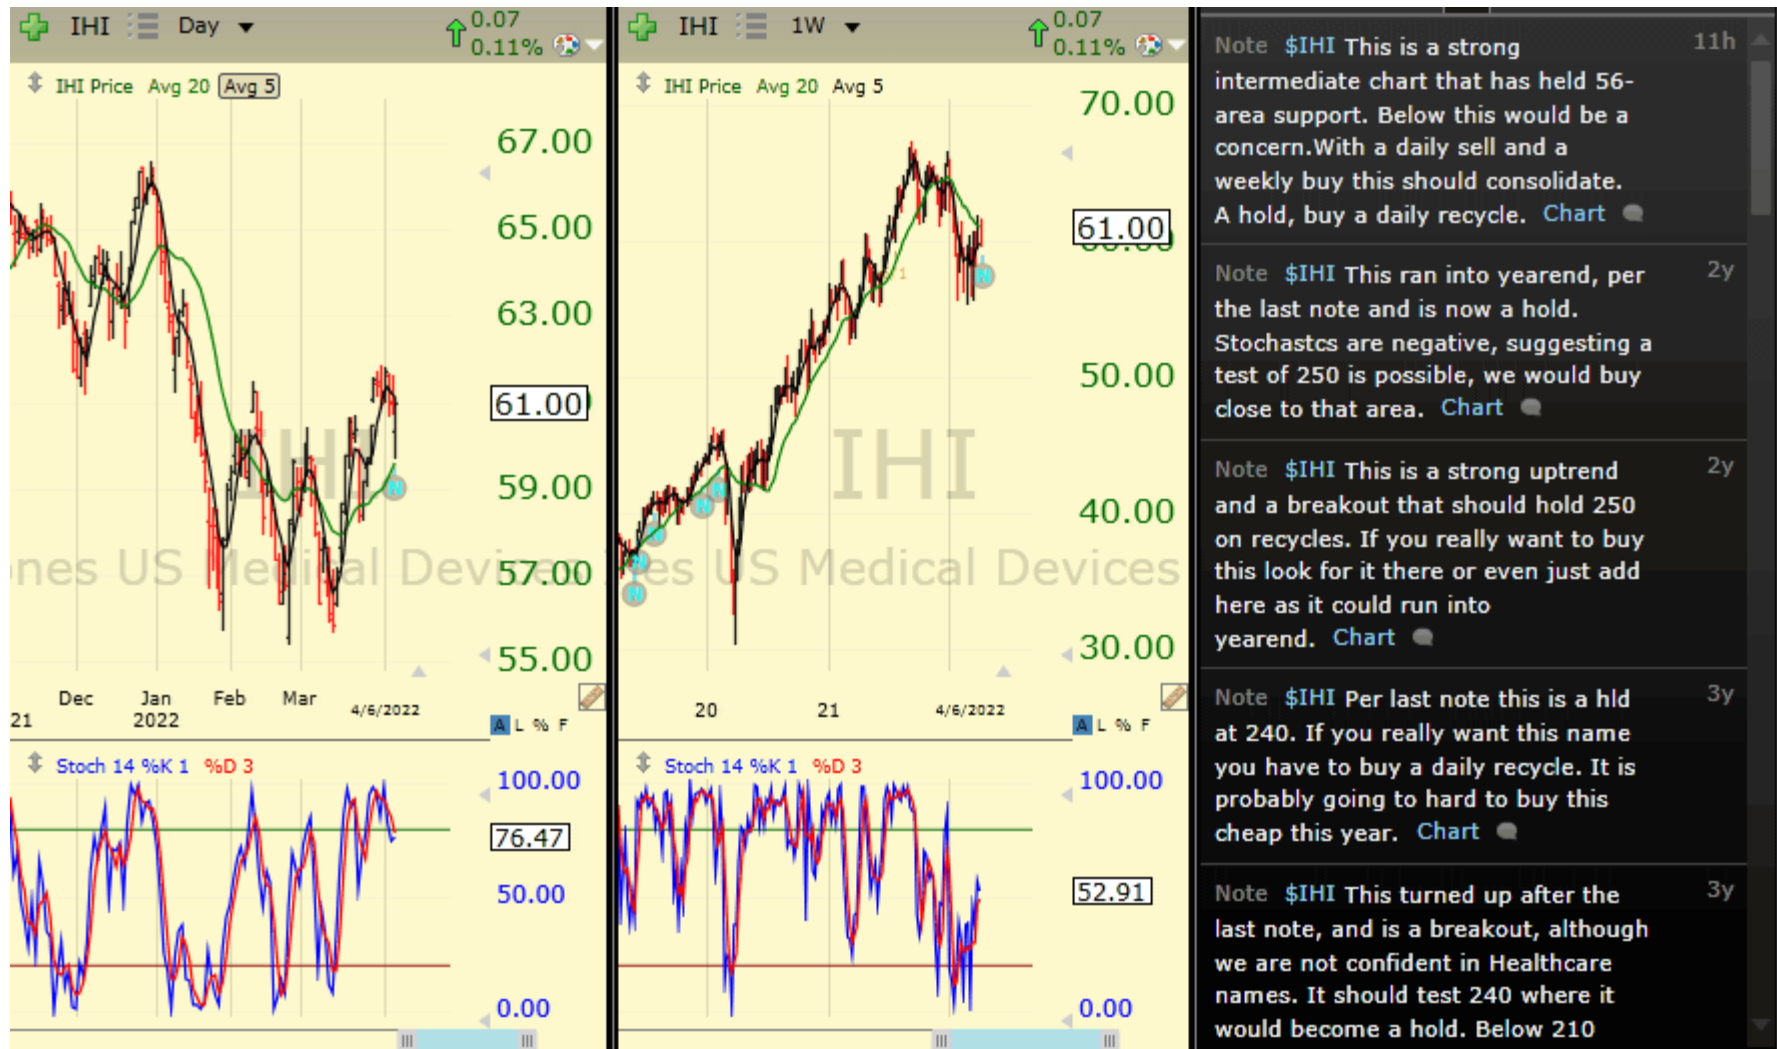 IHI Day 0.07
0.11%
IHI Price Avg 20 Avg 5
67.00
65.00
63.00
61.00
59.00
57.00
55.00
IHI
nes US Medical Devices
Dec Jan Feb Mar 4/6/2022
21 2022
A L % F
Stoch 14 %K 1 %D 3
100.00
76.47
50.00
0.00
IHI 1W 0.07
0.11%
IHI Price Avg 20 Avg 5
70.00
61.00
60.00
50.00
40.00
30.00
1
N
IHI
es US Medical Devices
20 21 4/6/2022
A L % F
Stoch 14 %K 1 %D 3
100.00
52.91
0.00
Note $IHI This is a strong 11h
intermediate chart that has held 56-
area support. Below this would be a
concern.With a daily sell and a
weekly buy this should consolidate.
A hold, buy a daily recycle. Chart
Note $IHI This ran into yearend, per 2y
the last note and is now a hold.
Stochastcs are negative, suggesting a
test of 250 is possible, we would buy
close to that area. Chart
Note $IHI This is a strong uptrend 2y
and a breakout that should hold 250
on recycles. If you really want to buy
this look for it there or even just add
here as it could run into
yearend. Chart
Note $IHI Per last note this is a hld 3y
at 240. If you really want this name
you have to buy a daily recycle. It is
probably going to hard to buy this
cheap this year. Chart
Note $IHI This turned up after the 3y
last note, and is a breakout, although
we are not confident in Healthcare
names. It should test 240 where it
would become a hold. Below 210